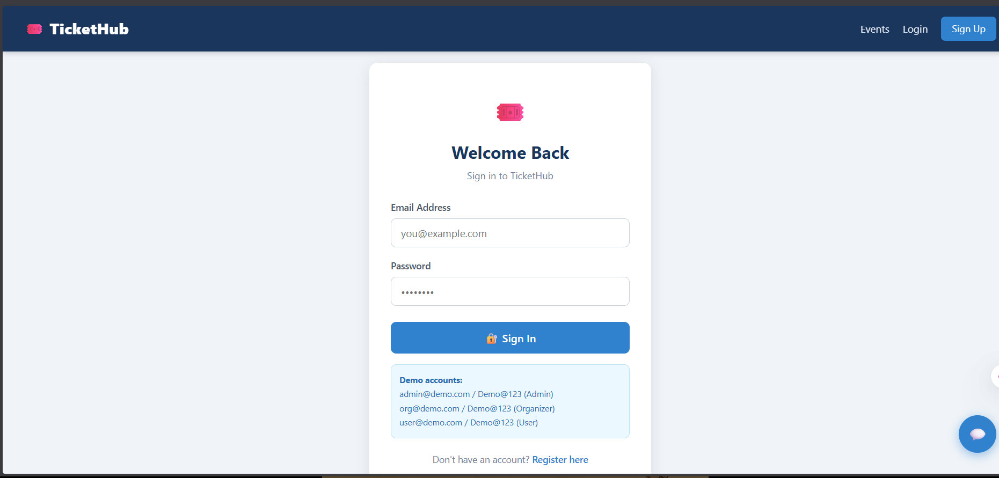 TicketHub
Events
Login
Sign Up
Welcome Back
Sign in to TicketHub
Email Address
you@example.com
Password
••••••••
Sign In
Demo accounts:
admin@demo.com / Demo@123 (Admin)
org@demo.com / Demo@123 (Organizer)
user@demo.com / Demo@123 (User)
Don't have an account? Register here